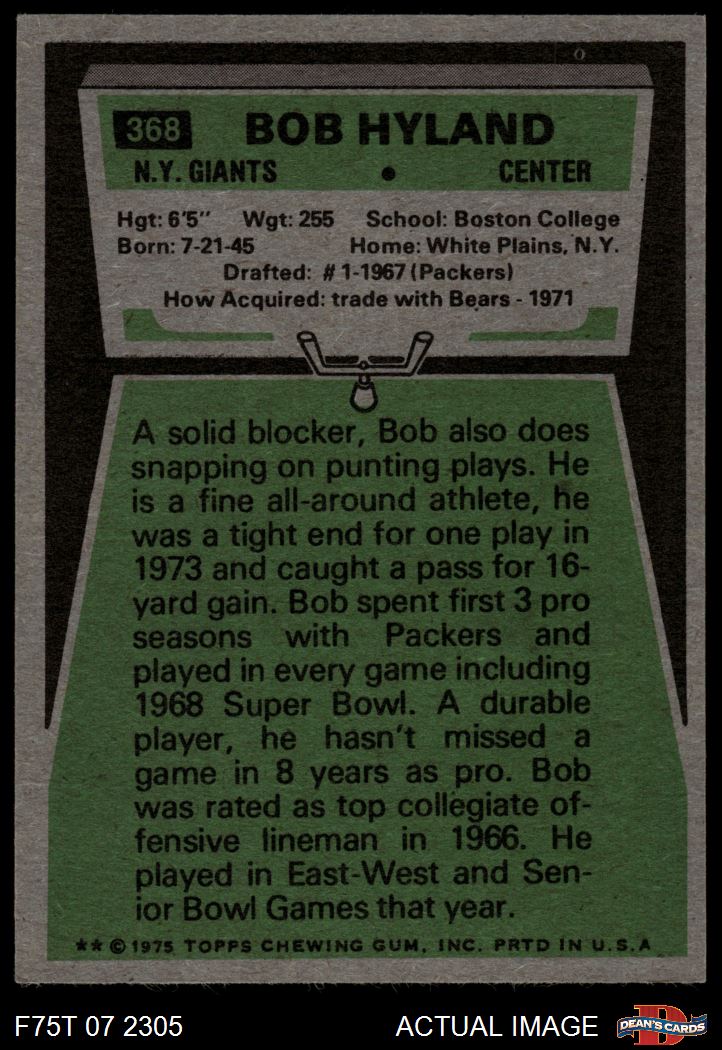 368 BOB HYLAND
N.Y. GIANTS • CENTER
Hgt: 6'5" Wgt: 255 School: Boston College
Born: 7-21-45 Home: White Plains, N.Y.
Drafted: #1-1967 (Packers)
How Acquired: trade with Bears - 1971
A solid blocker, Bob also does
snapping on punting plays. He
is a fine all-around athlete, he
was a tight end for one play in
1973 and caught a pass for 16-
yard gain. Bob spent first 3 pro
seasons with Packers and
played in every game including
1968 Super Bowl. A durable
player, he hasn't missed a
game in 8 years as pro. Bob
was rated as top collegiate of-
fensive lineman in 1966. He
played in East-West and Sen-
ior Bowl Games that year.
**©1975 TOPPS CHEWING GUM, INC. PRTD IN U.S.A
F75T 07 2305 ACTUAL IMAGE D DEAN'S CARDS